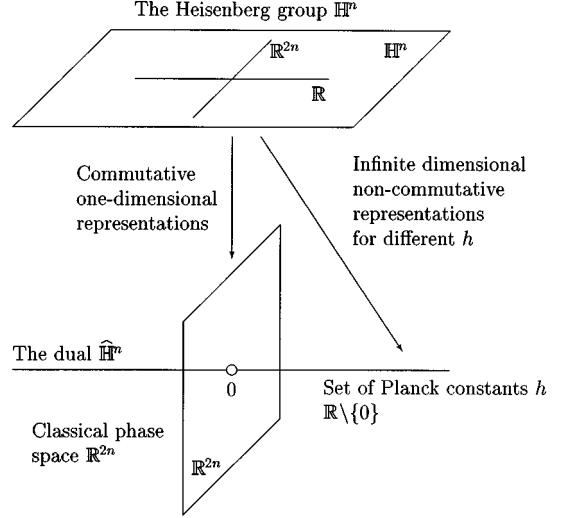 The Heisenberg group ℍⁿ
ℝ²ⁿ
ℍⁿ
ℝ
Commutative
one-dimensional
representations
Infinite dimensional
non-commutative
representations
for different h
The dual ℍ̂ⁿ
0
Set of Planck constants h
ℝ\{0}
Classical phase
space ℝ²ⁿ
ℝ²ⁿ